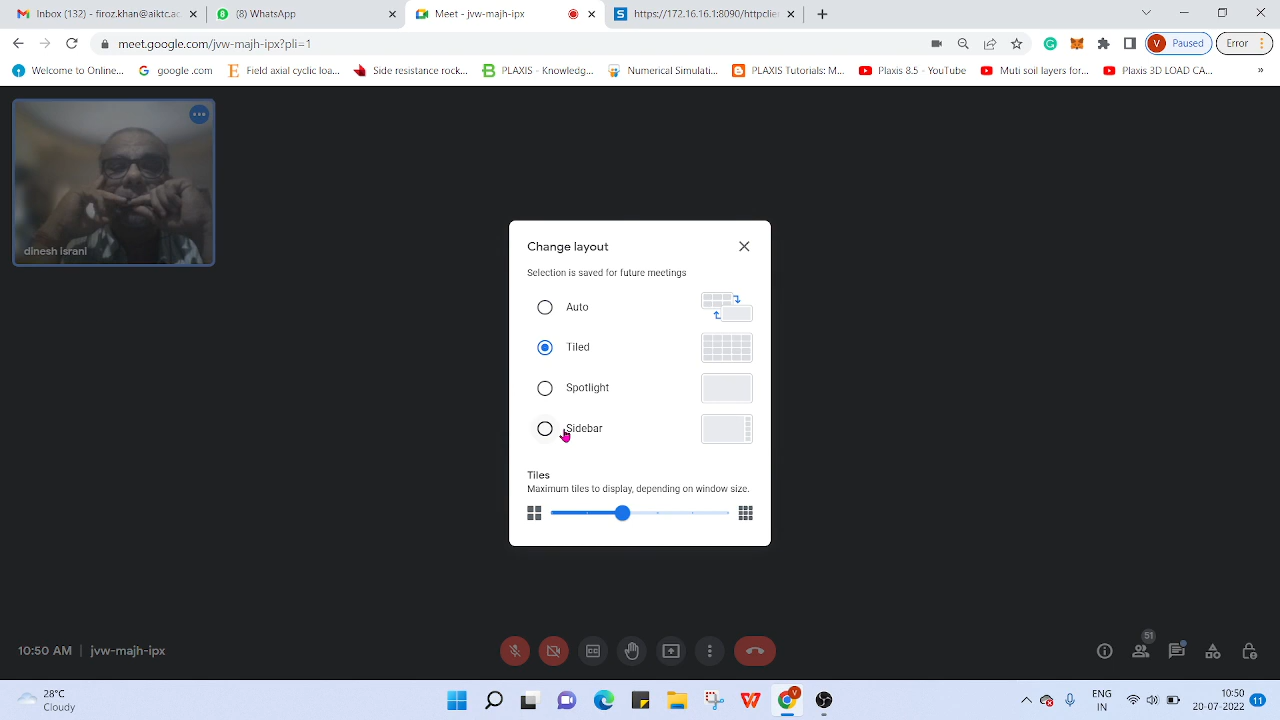 Inbox (132) - firoz.khan@aiktc.ac
(8) WhatsApp
Meet - jvw-majh-ipx
https://172.16.16.1:8090/httpclie
meet.google.com/jvw-majh-ipx?pli=1
V Paused
Error
Welcome to Online...
google.com
Field axial cyclic loa...
Side resistance roc...
PLAXIS - Knowledg...
Numerical Simulati...
PLAXIS Tutorials: M...
Plaxis 8.5 - YouTube
Muti soil layers for...
Plaxis 3D LOAD CA...
dinesh israni
Change layout
Selection is saved for future meetings
Auto
Tiled
Spotlight
Sidebar
Tiles
Maximum tiles to display, depending on window size.
10:50 AM | jvw-majh-ipx
51
28°C
Cloudy
ENG
IN
10:50
20-07-2022
11